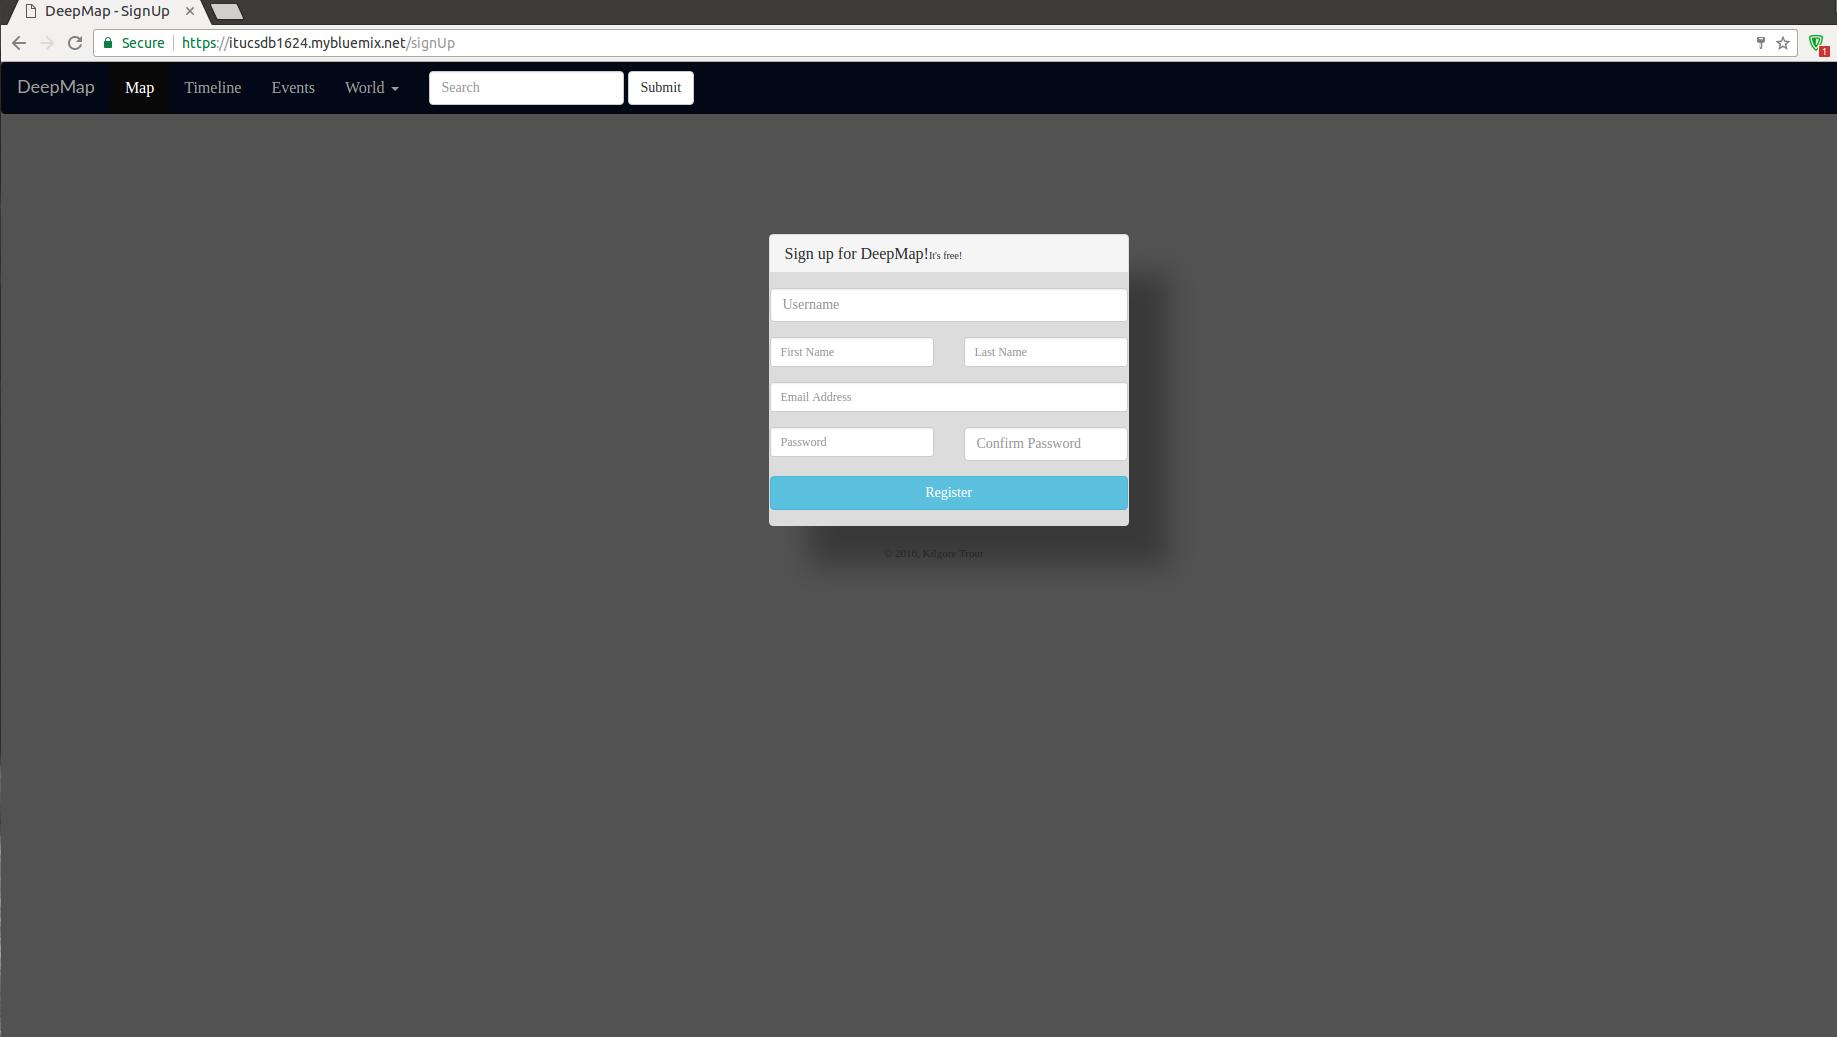 DeepMap - SignUp
Secure https://itucsdb1624.mybluemix.net/signUp
1
DeepMap Map Timeline Events World Search Submit
Sign up for DeepMap!It's free!
Username
First Name Last Name
Email Address
Password Confirm Password
Register
© 2016, Kilgore Trout